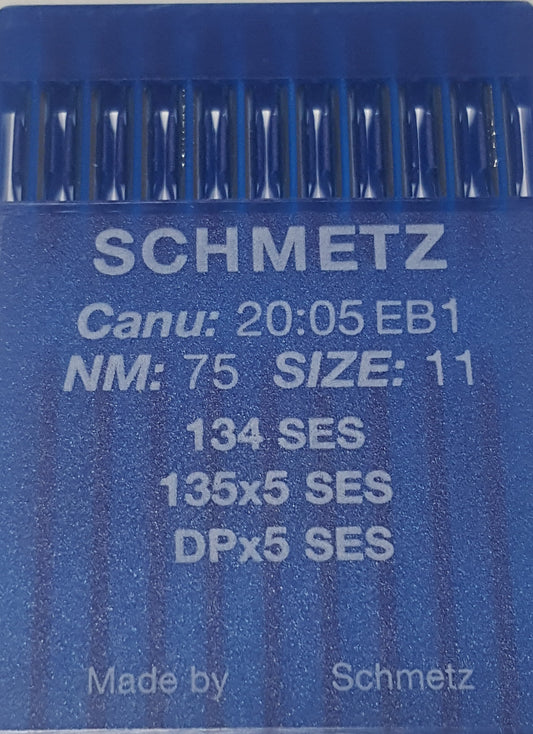 SCHMETZ
Canu: 20:05 EB1
NM: 75 SIZE: 11
134 SES
135x5 SES
DPx5 SES
Made by Schmetz